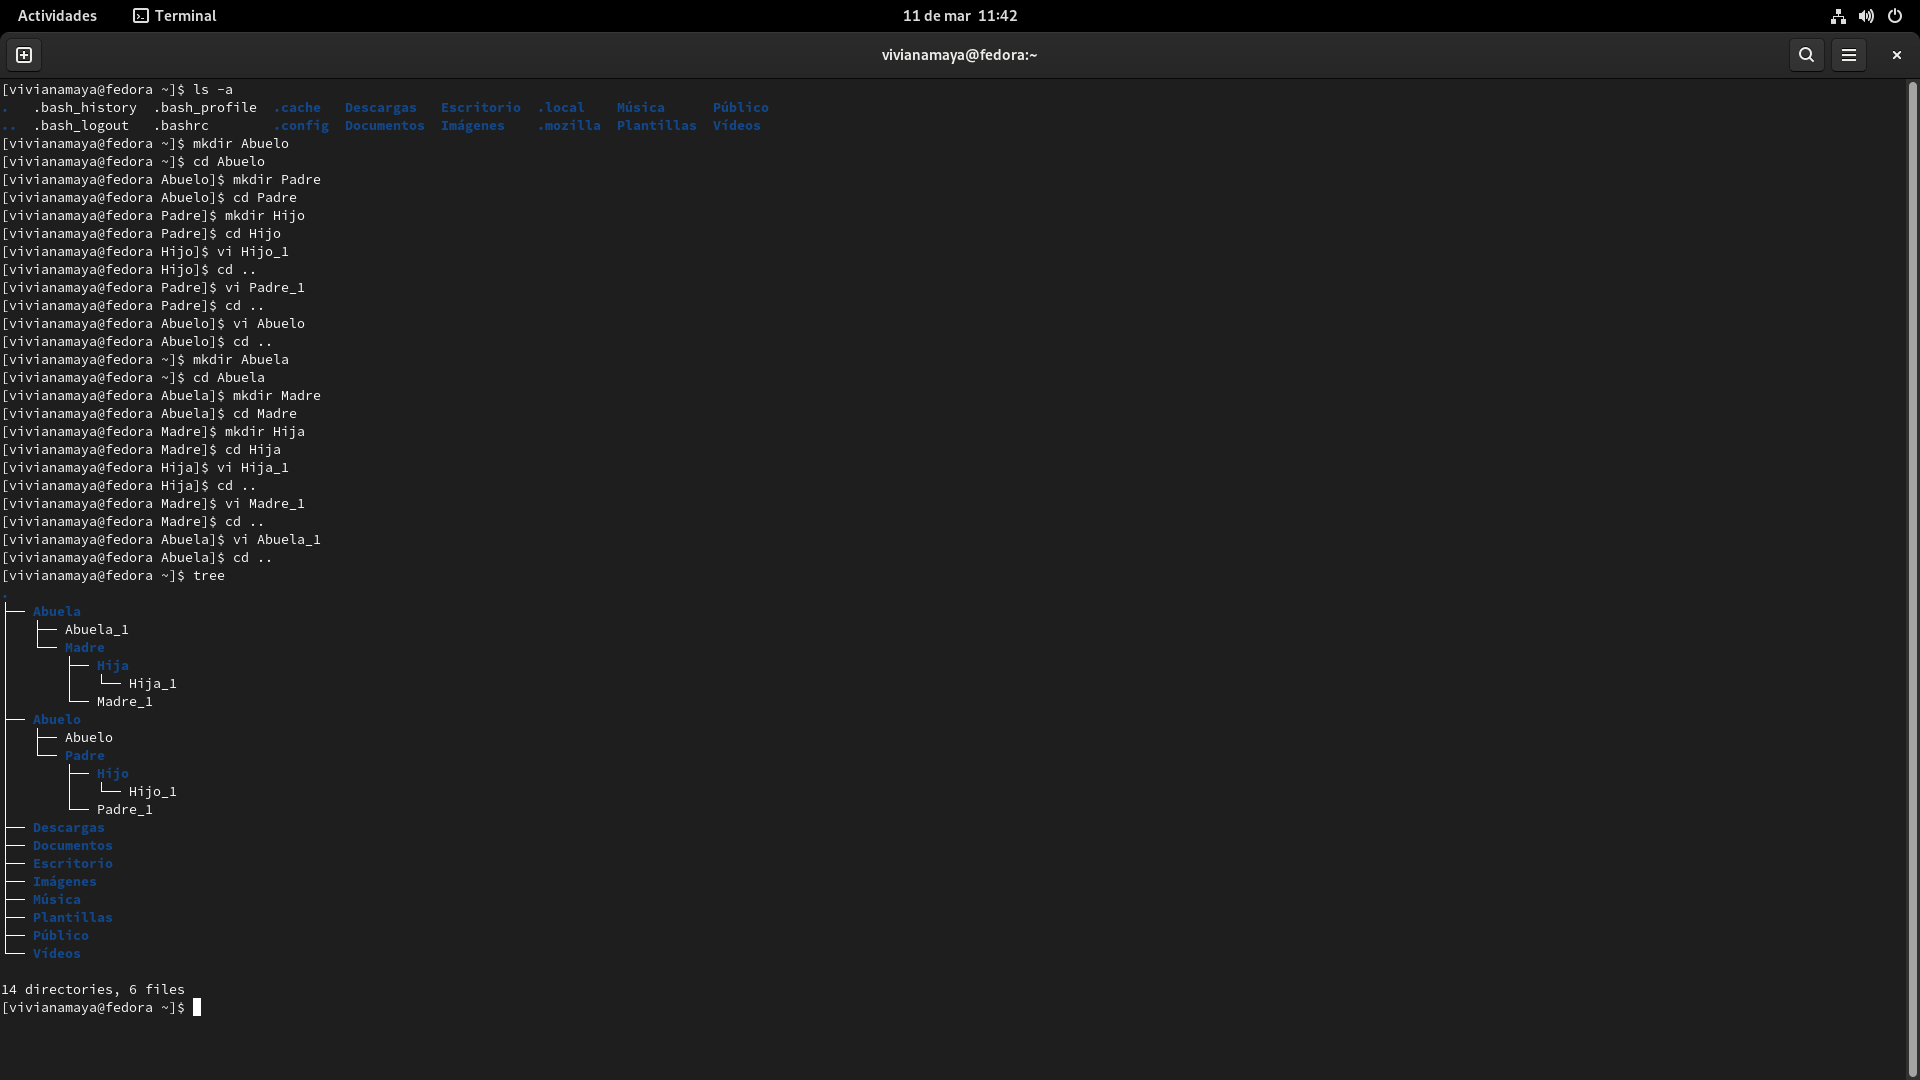 Actividades Terminal 11 de mar 11:42
vivianamaya@fedora:~
[vivianamaya@fedora ~]$ ls -a
. .bash_history .bash_profile .cache Descargas Escritorio .local Música Público
.. .bash_logout .bashrc .config Documentos Imágenes .mozilla Plantillas Vídeos
[vivianamaya@fedora ~]$ mkdir Abuelo
[vivianamaya@fedora ~]$ cd Abuelo
[vivianamaya@fedora Abuelo]$ mkdir Padre
[vivianamaya@fedora Abuelo]$ cd Padre
[vivianamaya@fedora Padre]$ mkdir Hijo
[vivianamaya@fedora Padre]$ cd Hijo
[vivianamaya@fedora Hijo]$ vi Hijo_1
[vivianamaya@fedora Hijo]$ cd ..
[vivianamaya@fedora Padre]$ vi Padre_1
[vivianamaya@fedora Padre]$ cd ..
[vivianamaya@fedora Abuelo]$ vi Abuelo
[vivianamaya@fedora Abuelo]$ cd ..
[vivianamaya@fedora ~]$ mkdir Abuela
[vivianamaya@fedora ~]$ cd Abuela
[vivianamaya@fedora Abuela]$ mkdir Madre
[vivianamaya@fedora Abuela]$ cd Madre
[vivianamaya@fedora Madre]$ mkdir Hija
[vivianamaya@fedora Madre]$ cd Hija
[vivianamaya@fedora Hija]$ vi Hija_1
[vivianamaya@fedora Hija]$ cd ..
[vivianamaya@fedora Madre]$ vi Madre_1
[vivianamaya@fedora Madre]$ cd ..
[vivianamaya@fedora Abuela]$ vi Abuela_1
[vivianamaya@fedora Abuela]$ cd ..
[vivianamaya@fedora ~]$ tree
.
├── Abuela
│   ├── Abuela_1
│   └── Madre
│       ├── Hija
│       │   └── Hija_1
│       └── Madre_1
├── Abuelo
│   ├── Abuelo
│   └── Padre
│       ├── Hijo
│       │   └── Hijo_1
│       └── Padre_1
├── Descargas
├── Documentos
├── Escritorio
├── Imágenes
├── Música
├── Plantillas
├── Público
└── Vídeos
14 directories, 6 files
[vivianamaya@fedora ~]$